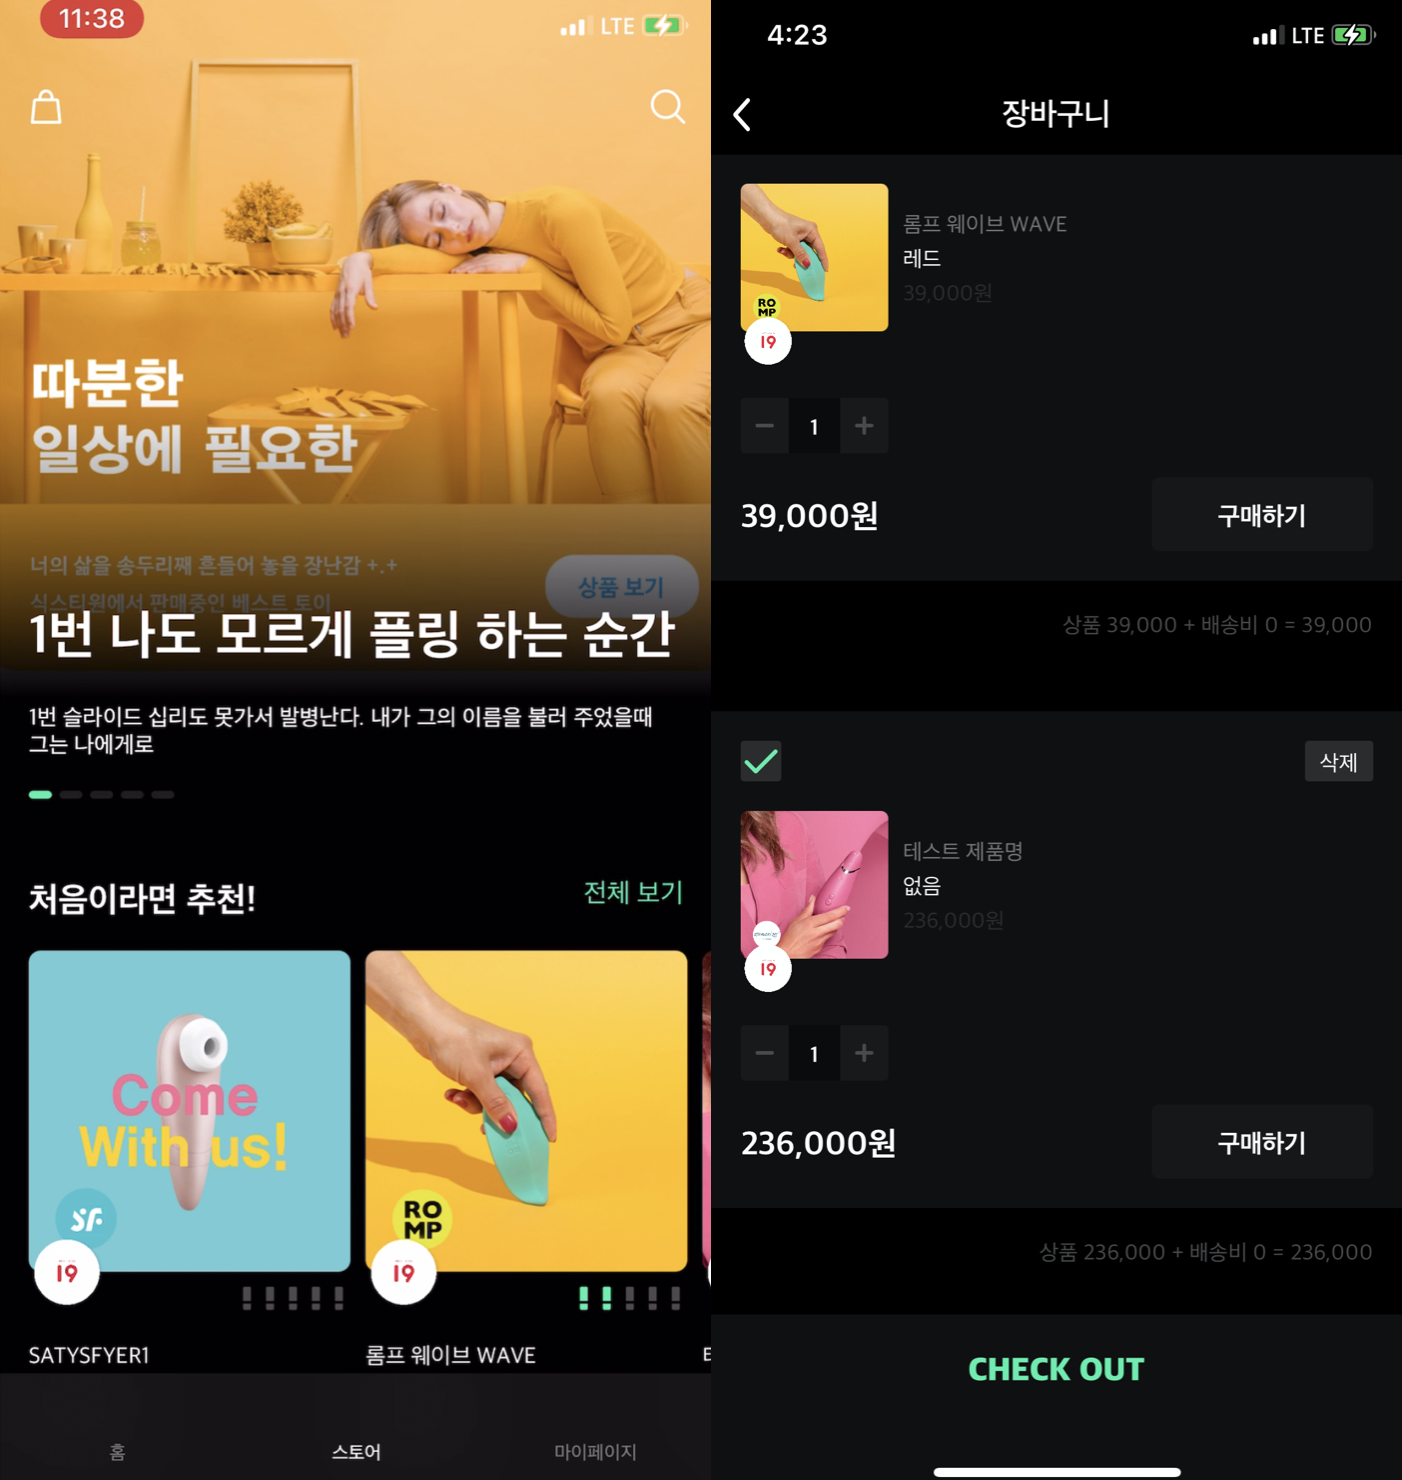 11:38
LTE
따분한
일상에 필요한
너의 삶을 송두리째 흔들어 놓을 장난감 +.+
식스티원에서 판매중인 베스트 토이
상품 보기
1번 나도 모르게 플링 하는 순간
1번 슬라이드 십리도 못가서 발병난다. 내가 그의 이름을 불러 주었을때
그는 나에게로
처음이라면 추천!
전체 보기
Come
With us!
SF
19
RO
MP
19
SATYSFYER1
롬프 웨이브 WAVE
홈
스토어
마이페이지
4:23
LTE
장바구니
롬프 웨이브 WAVE
레드
39,000원
RO
MP
19
1
39,000원
구매하기
상품 39,000 + 배송비 0 = 39,000
삭제
테스트 제품명
없음
236,000원
19
1
236,000원
구매하기
상품 236,000 + 배송비 0 = 236,000
CHECK OUT